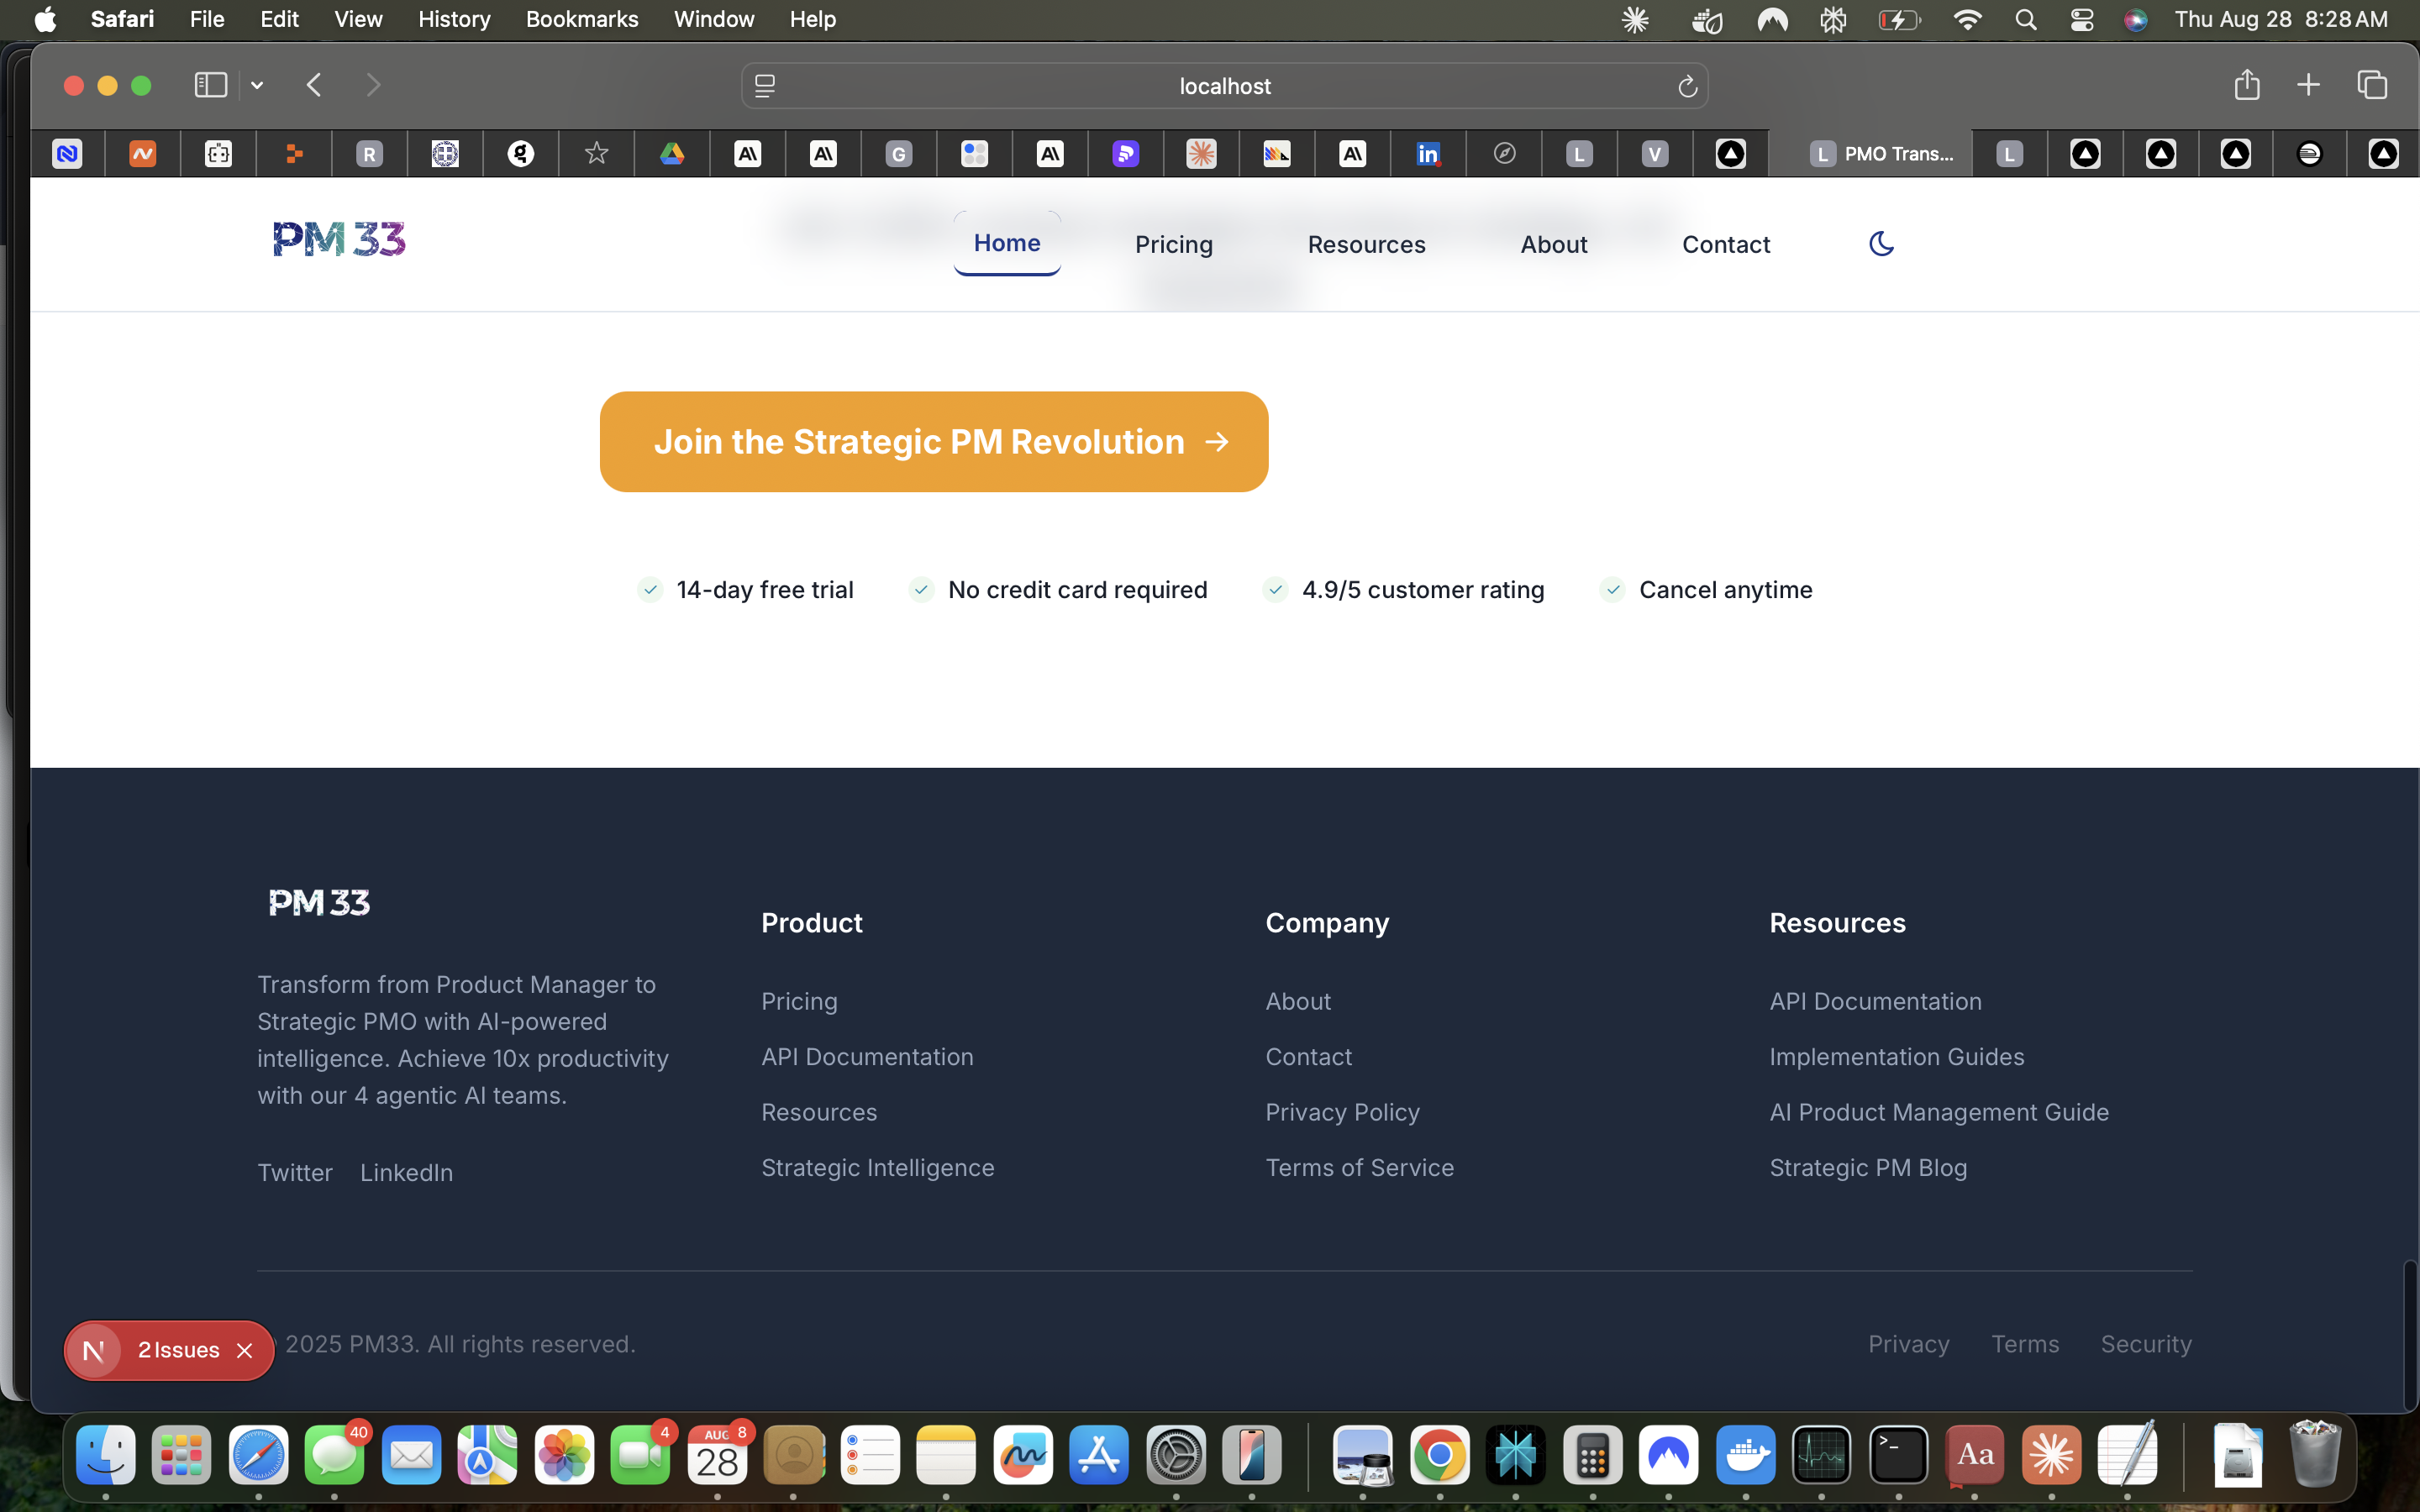 Safari File Edit View History Bookmarks Window Help Thu Aug 28 8:28 AM
localhost
R G L V L PMO Trans... L
PM 33 Home Pricing Resources About Contact
Join the Strategic PM Revolution →
14-day free trial No credit card required 4.9/5 customer rating Cancel anytime
PM 33
Transform from Product Manager to
Strategic PMO with AI-powered
intelligence. Achieve 10x productivity
with our 4 agentic AI teams.
Twitter LinkedIn
Product
Pricing
API Documentation
Resources
Strategic Intelligence
Company
About
Contact
Privacy Policy
Terms of Service
Resources
API Documentation
Implementation Guides
AI Product Management Guide
Strategic PM Blog
N 2 Issues
2025 PM33. All rights reserved.
Privacy Terms Security
40 4 8
AUG
28
Aa